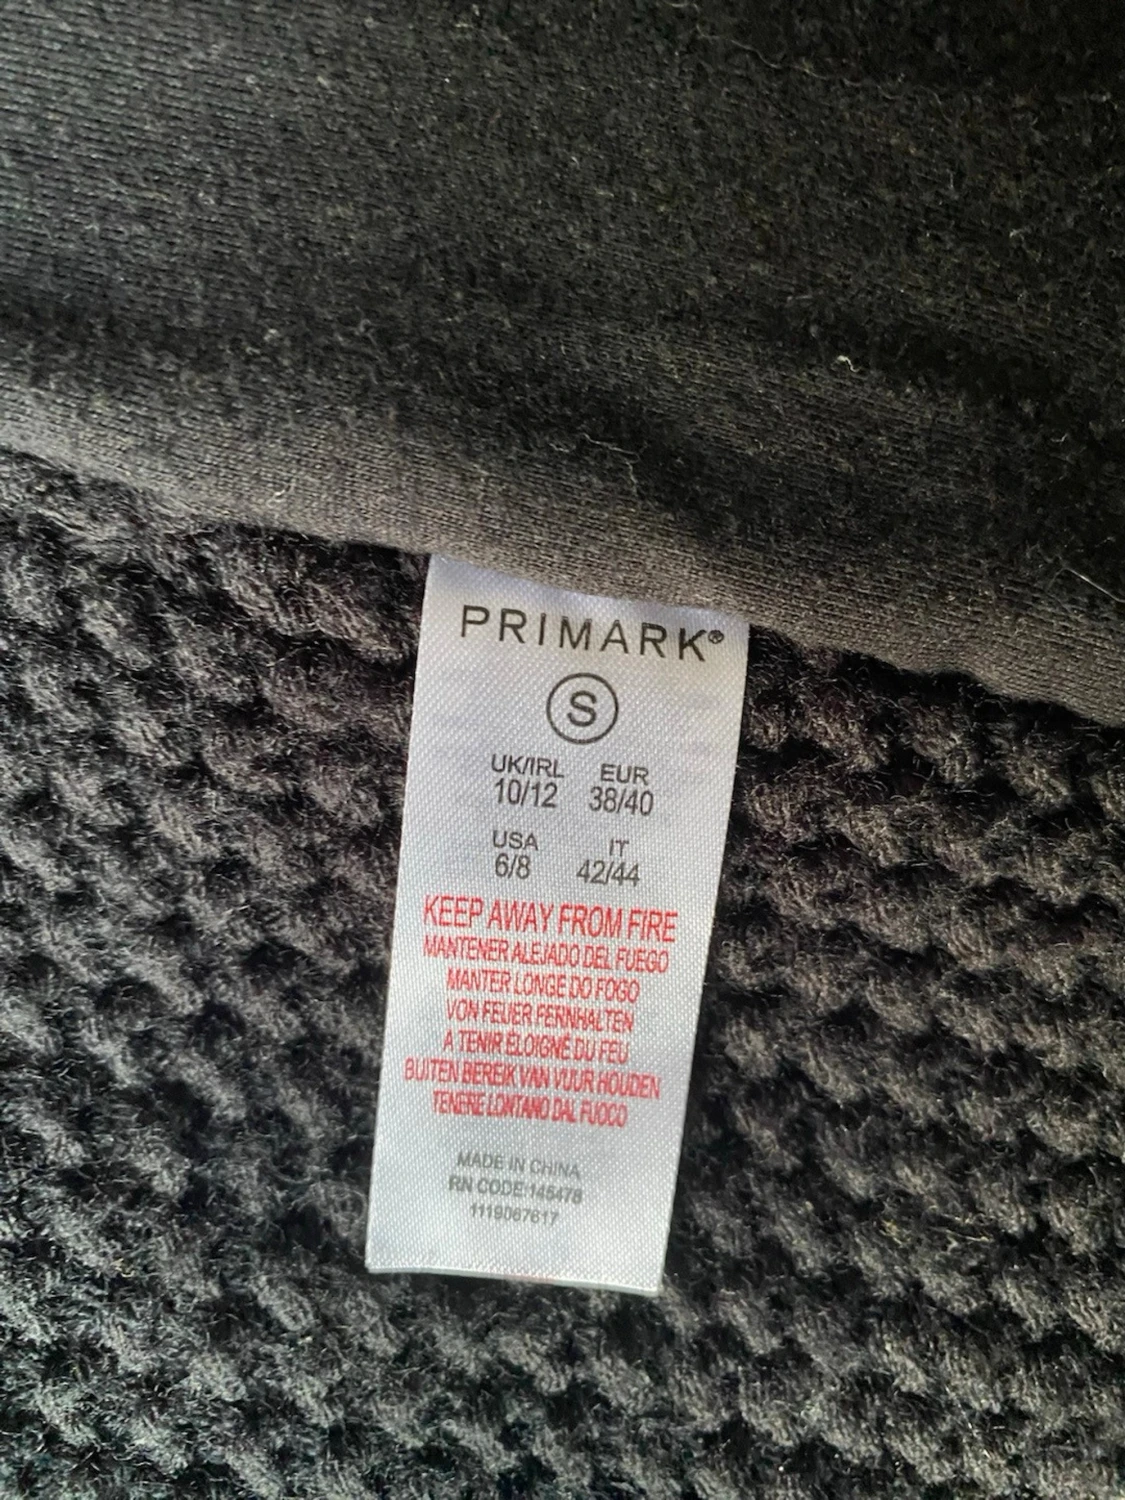 PRIMARK®
S
UK/IRL EUR
10/12 38/40
USA IT
6/8 42/44
KEEP AWAY FROM FIRE
MANTENER ALEJADO DEL FUEGO
MANTER LONGE DO FOGO
VON FEUER FERNHALTEN
A TENIR ELOIGNÉ DU FEU
BUITEN BEREIK VAN VUUR HOUDEN
TENERE LONTANO DAL FUOCO
MADE IN CHINA
RN CODE:145478
1119067617